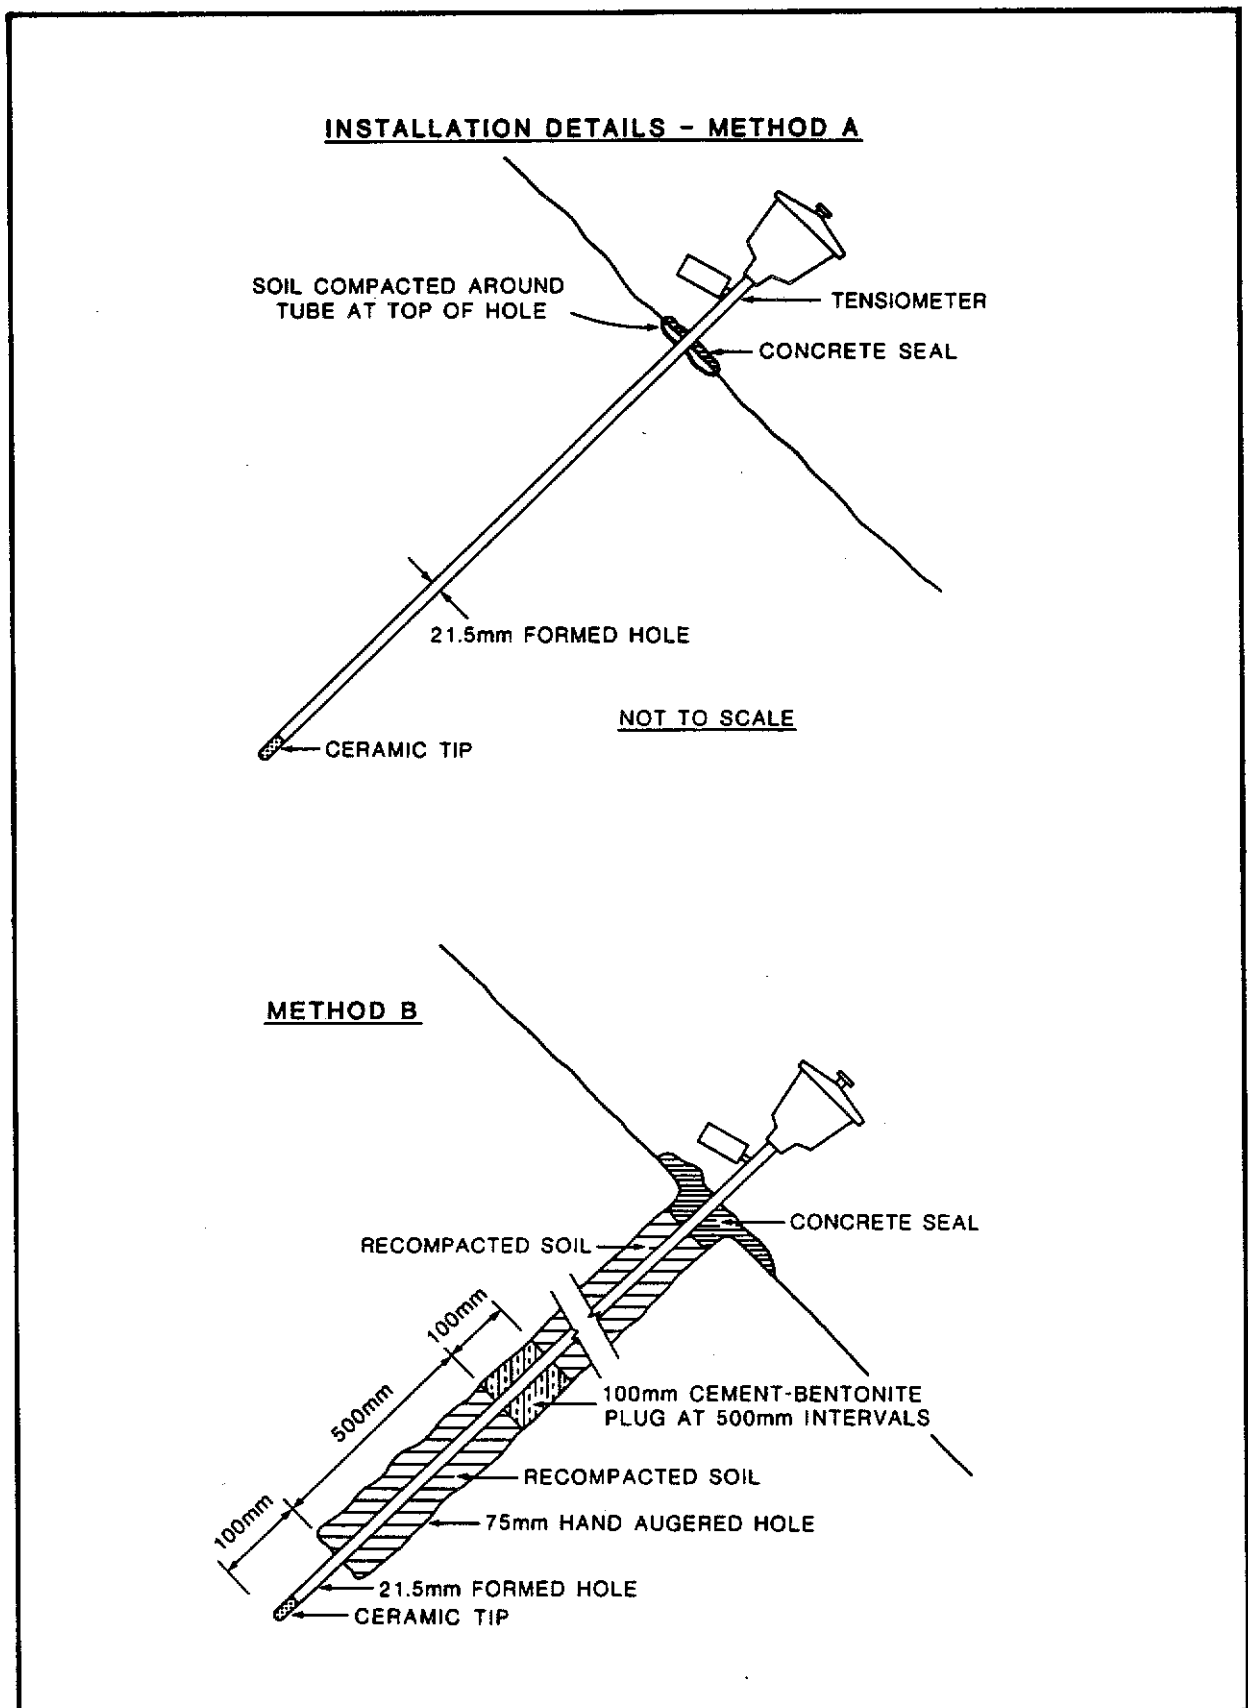 INSTALLATION DETAILS - METHOD A
SOIL COMPACTED AROUND
TUBE AT TOP OF HOLE
TENSIOMETER
CONCRETE SEAL
21.5mm FORMED HOLE
NOT TO SCALE
CERAMIC TIP
METHOD B
CONCRETE SEAL
RECOMPACTED SOIL
100mm
500mm
100mm
100mm CEMENT-BENTONITE
PLUG AT 500mm INTERVALS
RECOMPACTED SOIL
75mm HAND AUGERED HOLE
21.5mm FORMED HOLE
CERAMIC TIP